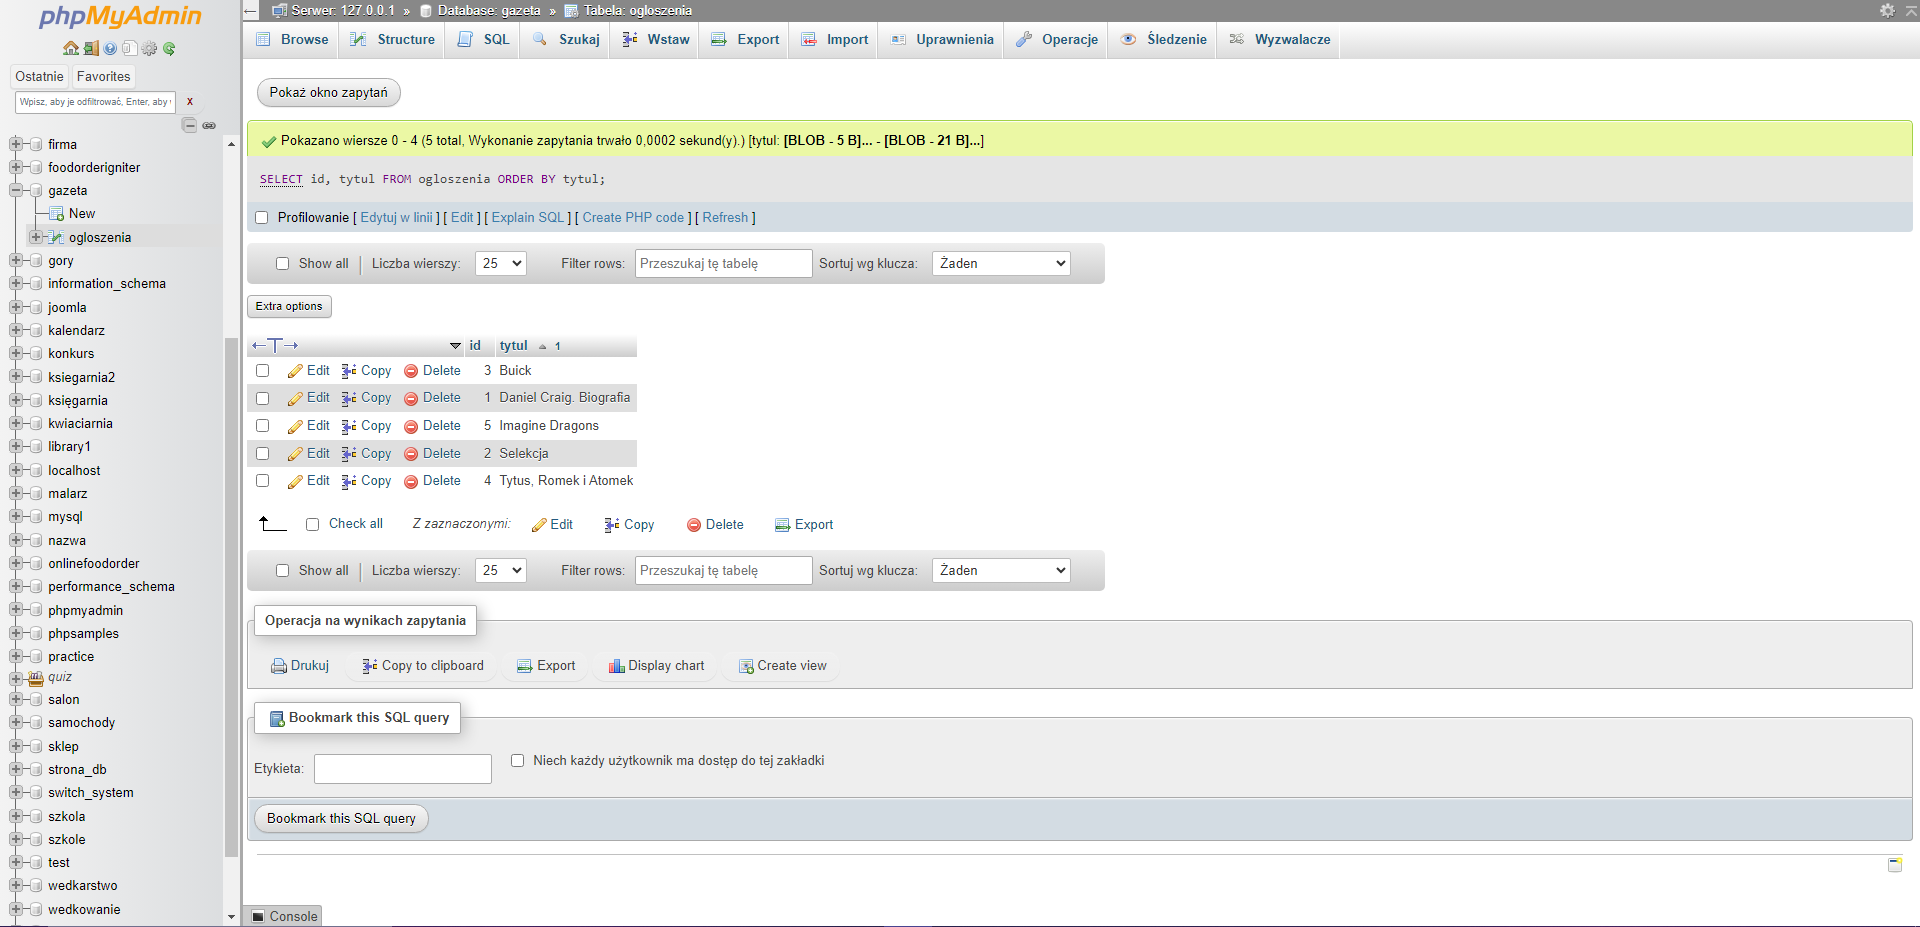 phpMyAdmin
Ostatnie Favorites
Wpisz, aby je odfiltrować, Enter, aby
X
firma
foodorderigniter
gazeta
New
ogloszenia
gory
information_schema
joomla
kalendarz
konkurs
ksiegarnia2
księgarnia
kwiaciarnia
library1
localhost
malarz
mysql
nazwa
onlinefoodorder
performance_schema
phpmyadmin
phpsamples
practice
quiz
salon
samochody
sklep
strona_db
switch_system
szkola
szkole
test
wedkarstwo
wedkowanie
Serwer: 127.0.0.1 » Database: gazeta » Tabela: ogloszenia
Browse Structure SQL Szukaj Wstaw Export Import Uprawnienia Operacje Śledzenie Wyzwalacze
Pokaż okno zapytań
Pokazano wiersze 0 - 4 (5 total, Wykonanie zapytania trwało 0,0002 sekund(y).) [tytul: [BLOB - 5 B]... - [BLOB - 21 B]...]
SELECT id, tytul FROM ogloszenia ORDER BY tytul;
Profilowanie [ Edytuj w linii ] [ Edit ] [ Explain SQL ] [ Create PHP code ] [ Refresh ]
Show all | Liczba wierszy: 25 Filter rows: Przeszukaj tę tabelę Sortuj wg klucza: Żaden
Extra options
←T→ id tytul 1
Edit Copy Delete 3 Buick
Edit Copy Delete 1 Daniel Craig. Biografia
Edit Copy Delete 5 Imagine Dragons
Edit Copy Delete 2 Selekcja
Edit Copy Delete 4 Tytus, Romek i Atomek
Check all Z zaznaczonymi: Edit Copy Delete Export
Show all | Liczba wierszy: 25 Filter rows: Przeszukaj tę tabelę Sortuj wg klucza: Żaden
Operacja na wynikach zapytania
Drukuj Copy to clipboard Export Display chart Create view
Bookmark this SQL query
Etykieta: Niech każdy użytkownik ma dostęp do tej zakładki
Bookmark this SQL query
Console